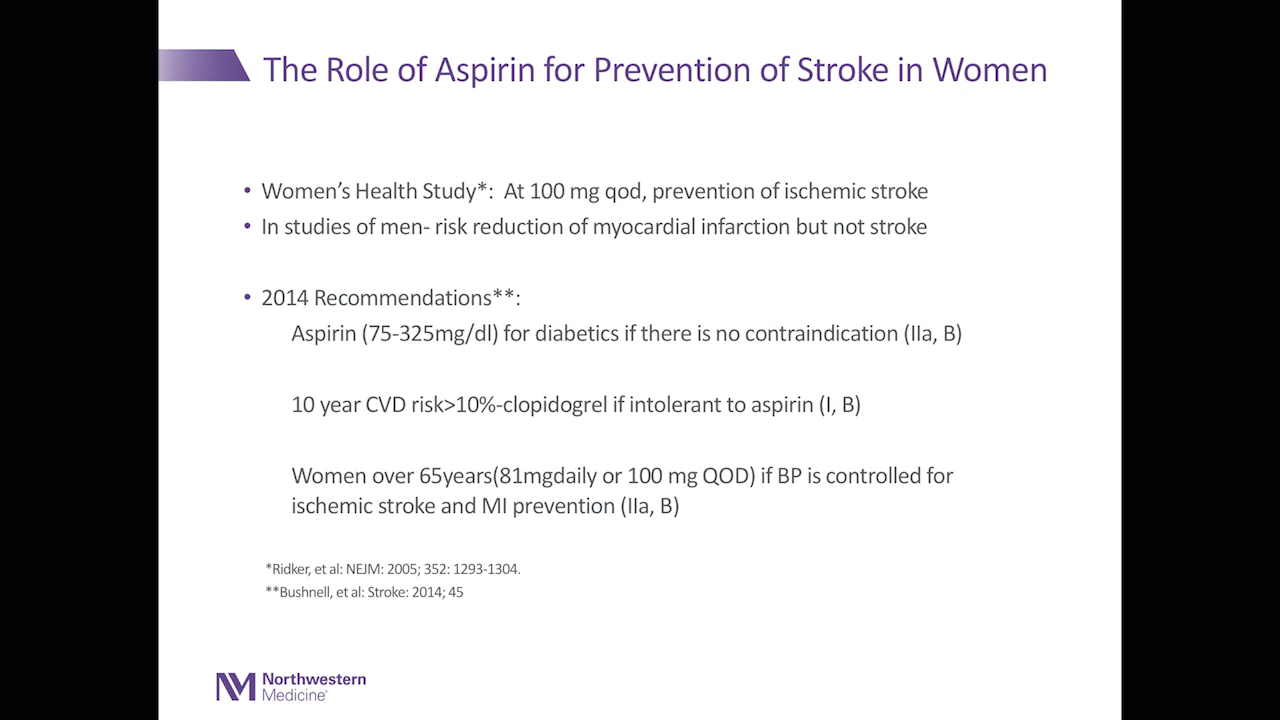 The Role of Aspirin for Prevention of Stroke in Women
• Women’s Health Study*: At 100 mg qod, prevention of ischemic stroke
• In studies of men- risk reduction of myocardial infarction but not stroke
• 2014 Recommendations**:
Aspirin (75-325mg/dl) for diabetics if there is no contraindication (IIa, B)
10 year CVD risk>10%-clopidogrel if intolerant to aspirin (I, B)
Women over 65years(81mgdaily or 100 mg QOD) if BP is controlled for
ischemic stroke and MI prevention (IIa, B)
*Ridker, et al: NEJM: 2005; 352: 1293-1304.
**Bushnell, et al: Stroke: 2014; 45
NM Northwestern
Medicine®